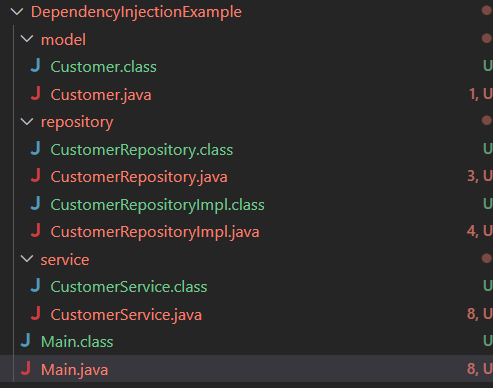 DependencyInjectionExample
model
J Customer.class U
J Customer.java 1, U
repository
J CustomerRepository.class U
J CustomerRepository.java 3, U
J CustomerRepositoryImpl.class U
J CustomerRepositoryImpl.java 4, U
service
J CustomerService.class U
J CustomerService.java 8, U
J Main.class U
J Main.java 8, U